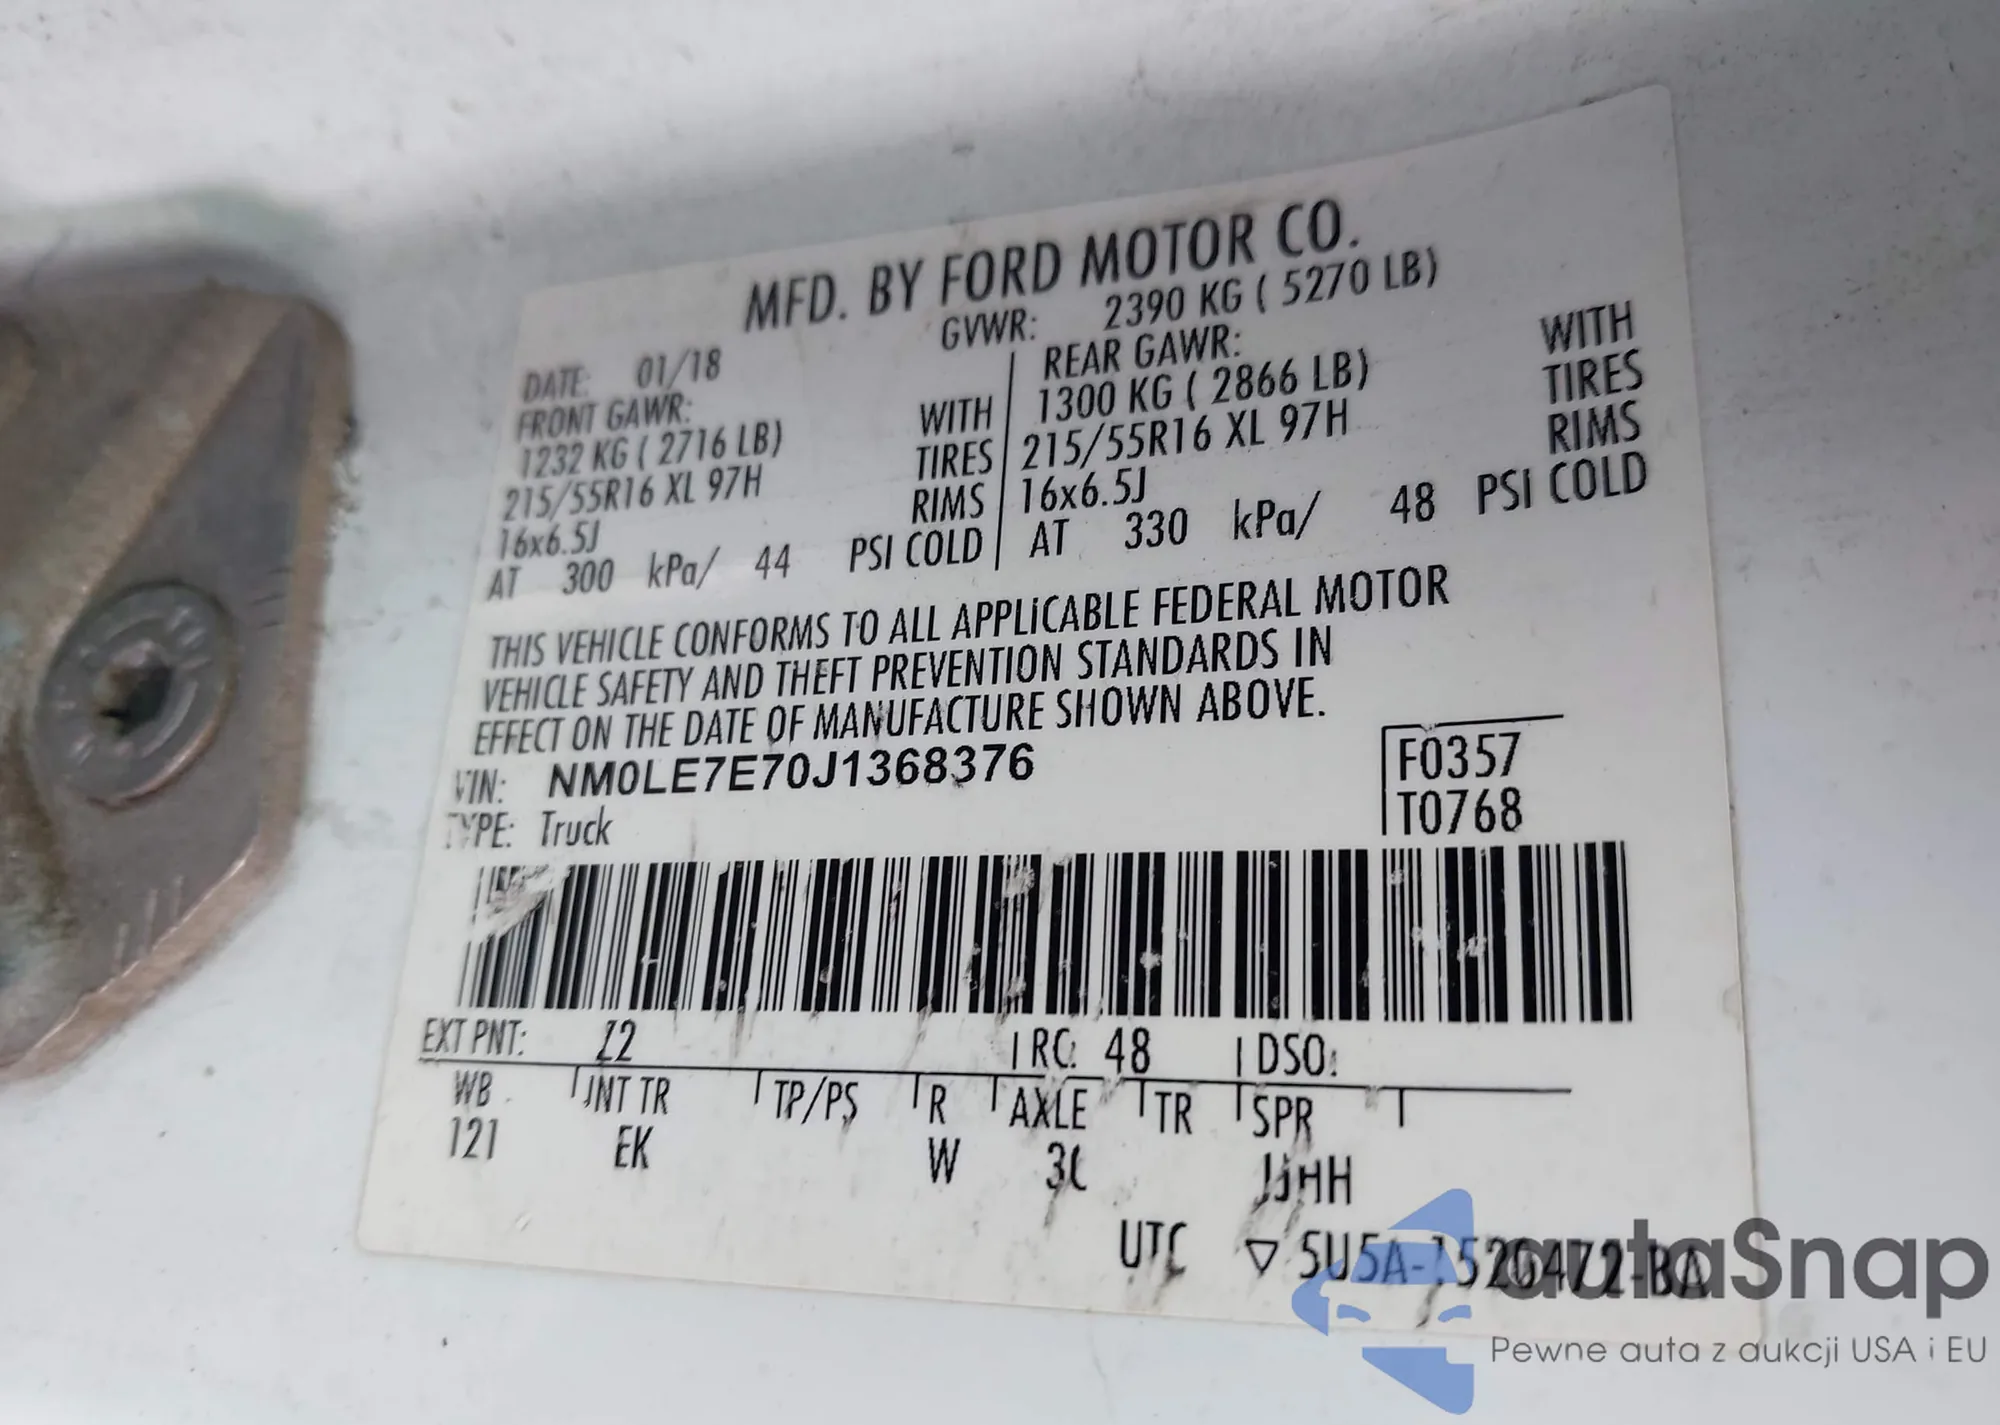 MFD. BY FORD MOTOR CO.
DATE: 01/18 GVWR: 2390 KG ( 5270 LB)
FRONT GAWR: REAR GAWR:
1232 KG ( 2716 LB) WITH 1300 KG ( 2866 LB) WITH
215/55R16 XL 97H TIRES 215/55R16 XL 97H TIRES
16x6.5J RIMS 16x6.5J RIMS
AT 300 kPa/ 44 PSI COLD AT 330 kPa/ 48 PSI COLD
THIS VEHICLE CONFORMS TO ALL APPLICABLE FEDERAL MOTOR
VEHICLE SAFETY AND THEFT PREVENTION STANDARDS IN
EFFECT ON THE DATE OF MANUFACTURE SHOWN ABOVE.
VIN: NM0LE7E70J1368376 F0357
TYPE: Truck T0768
EXT PNT: Z2 RC: 48 DSO:
WB INT TR TP/PS R AXLE TR SPR
121 EK W JJHH
UTC ▽ 5U5A-1520472-BA
autaSnap
Pewne auta z aukcji USA i EU